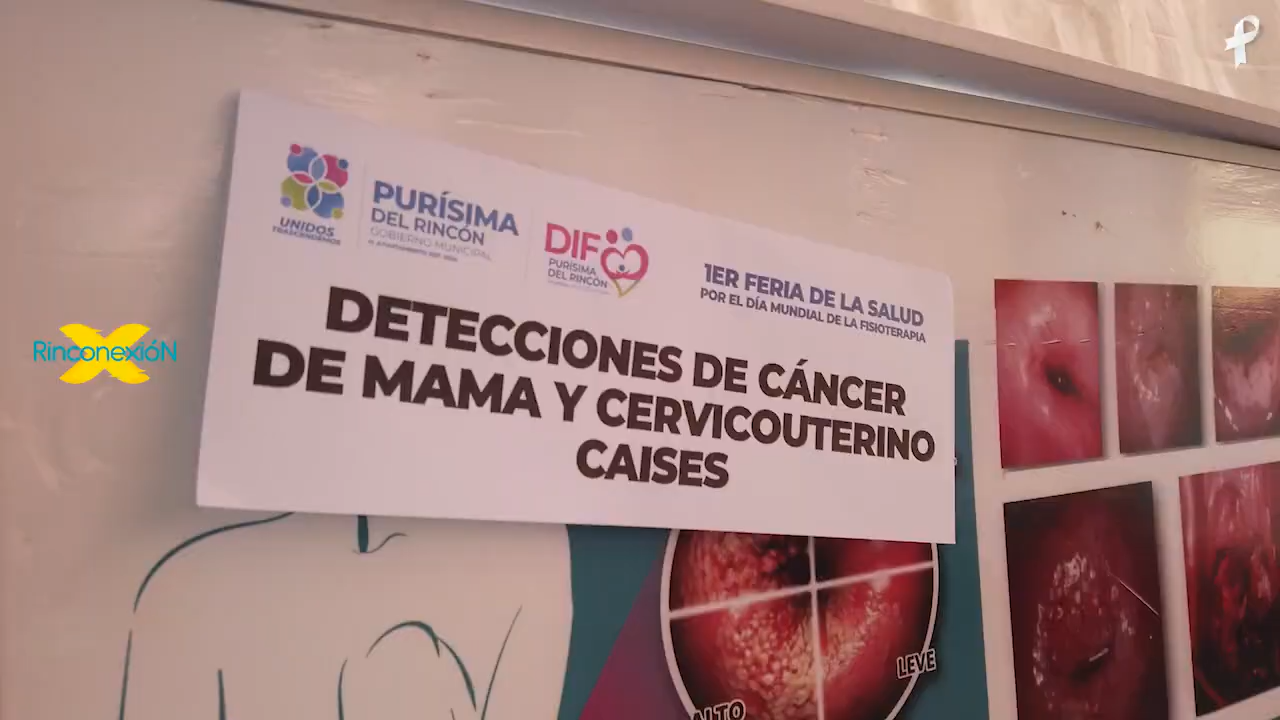 UNIDOS
TRASCENDEMOS
PURÍSIMA
DEL RINCÓN
GOBIERNO MUNICIPAL
DIF
PURÍSIMA
DEL RINCÓN
1ER FERIA DE LA SALUD
POR EL DÍA MUNDIAL DE LA FISIOTERAPIA
DETECCIONES DE CÁNCER
DE MAMA Y CERVICOUTERINO
CAISES
RinconexióN
LEVE
ALTO